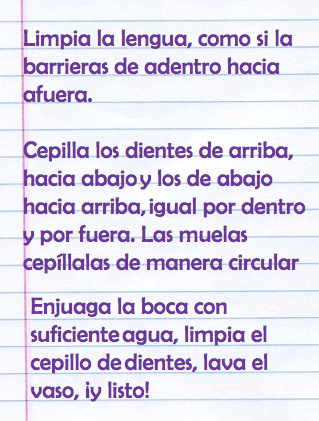 Limpia la lengua, como si la
barrieras de adentro hacia
afuera.
Cepilla los dientes de arriba,
hacia abajo y los de abajo
hacia arriba, igual por dentro
y por fuera. Las muelas
cepíllalas de manera circular
Enjuaga la boca con
suficiente agua, limpia el
cepillo de dientes, lava el
vaso, ¡y listo!